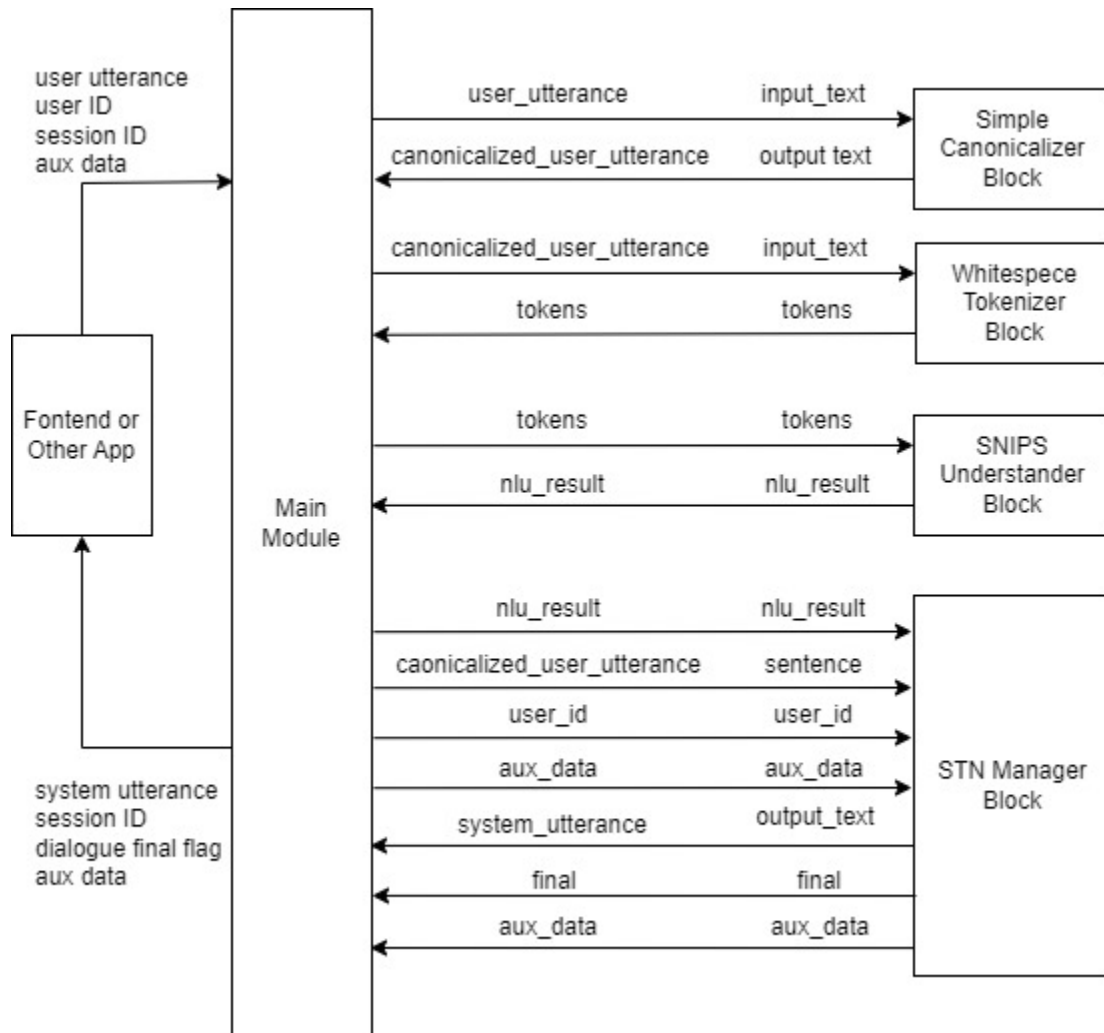 user utterance
user ID
session ID
aux data
Fontend or
Other App
system utterance
session ID
dialogue final flag
aux data
Main
Module
user_utterance input_text
canonicalized_user_utterance output text
Simple
Canonicalizer
Block
canonicalized_user_utterance input_text
tokens tokens
Whitespece
Tokenizer
Block
tokens tokens
nlu_result nlu_result
SNIPS
Understander
Block
nlu_result nlu_result
caonicalized_user_utterance sentence
user_id user_id
aux_data aux_data
system_utterance output_text
final final
aux_data aux_data
STN Manager
Block